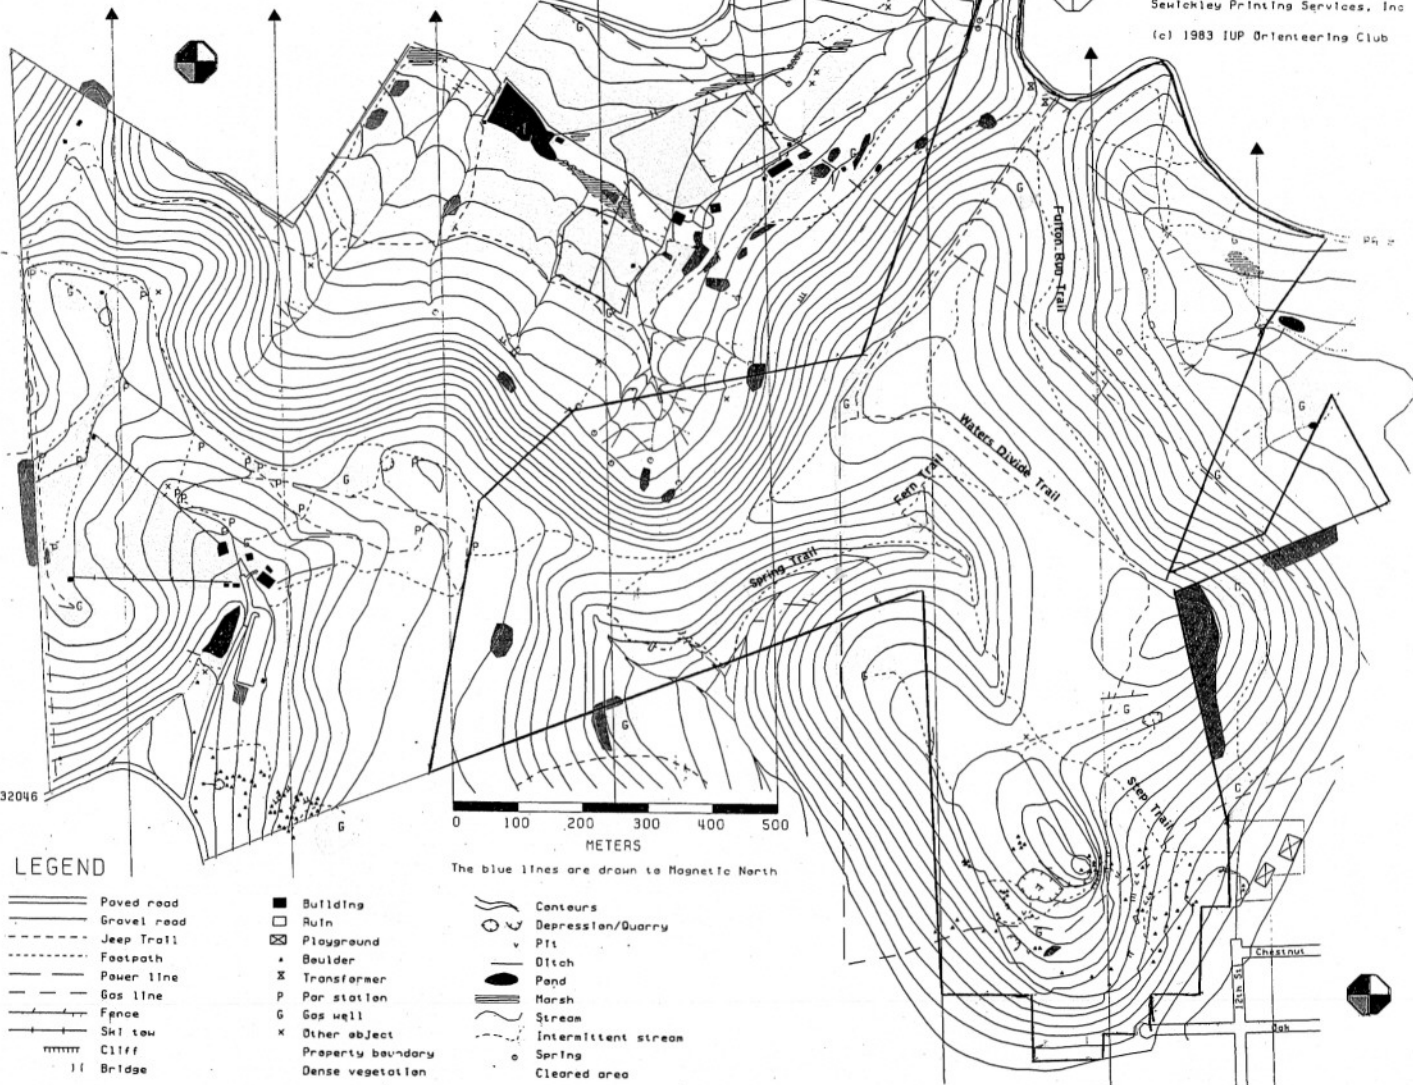 Sewickley Printing Services, Inc
(c) 1983 IUP Orienteering Club
Fulton Run Trail
Waters Divide Trail
Fern Trail
Spring Trail
Step Trail
32046
0 100 200 300 400 500
METERS
The blue lines are drawn to Magnetic North
Chestnut
12th St
Oak
LEGEND
Paved road
Gravel road
Jeep Trail
Footpath
Power line
Gas line
Fence
Ski tow
Cliff
Bridge
Building
Ruin
Playground
Boulder
Transformer
P Par station
G Gas well
x Other object
Property boundary
Dense vegetation
Contours
Depression/Quarry
Pit
Ditch
Pond
Marsh
Stream
Intermittent stream
Spring
Cleared area